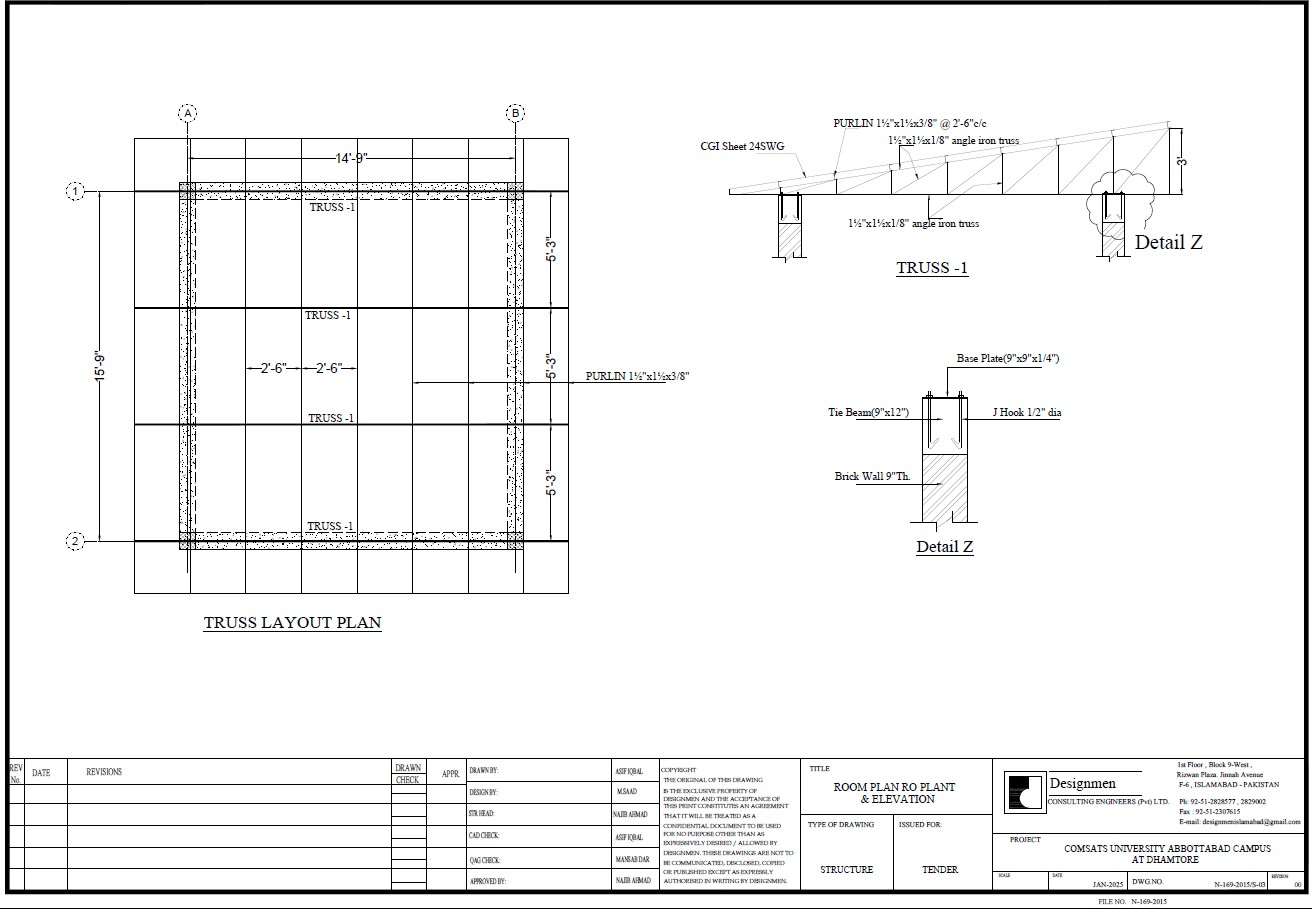 A
B
14'-9"
1
TRUSS -1
5'-3"
TRUSS -1
15'-9"
2'-6"
2'-6"
5'-3"
PURLIN 1½"x1½x3/8"
TRUSS -1
5'-3"
TRUSS -1
2
TRUSS LAYOUT PLAN
PURLIN 1½"x1½x3/8" @ 2'-6"c/c
1½"x1½x1/8" angle iron truss
CGI Sheet 24SWG
3'
1½"x1½x1/8" angle iron truss
Detail Z
TRUSS -1
Base Plate(9"x9"x1/4")
Tie Beam(9"x12")
J Hook 1/2" dia
Brick Wall 9"Th.
Detail Z
REV No.
DATE
REVISIONS
DRAWN
CHECK
APPR.
DRAWN BY:
ASIF IQBAL
DESIGN BY:
M.SAAD
STR HEAD:
NAJIB AHMAD
CAD CHECK:
ASIF IQBAL
QAG CHECK:
MANSAB DAR
APPROVED BY:
NAJIB AHMAD
COPYRIGHT
THE ORIGINAL OF THIS DRAWING
IS THE EXCLUSIVE PROPERTY OF
DESIGNMEN AND THE ACCEPTANCE OF
THIS PRINT CONSTITUTES AN AGREEMENT
THAT IT WILL BE TREATED AS A
CONFIDENTIAL DOCUMENT TO BE USED
FOR NO PURPOSE OTHER THAN AS
EXPRESSIVELY DESIRED / ALLOWED BY
DESIGNMEN. THESE DRAWINGS ARE NOT TO
BE COMMUNICATED, DISCLOSED, COPIED
OR PUBLISHED EXCEPT AS EXPRESSLY
AUTHORISED IN WRITING BY DESIGNMEN.
TITLE
ROOM PLAN RO PLANT
& ELEVATION
TYPE OF DRAWING
STRUCTURE
ISSUED FOR:
TENDER
Designmen
CONSULTING ENGINEERS (Pvt) LTD.
1st Floor , Block 9-West ,
Rizwan Plaza. Jinnah Avenue
F-6 , ISLAMABAD - PAKISTAN
Ph: 92-51-2828577 , 2829002
Fax : 92-51-2307615
E-mail: designmenislamabad@gmail.com
PROJECT
COMSATS UNIVERSITY ABBOTTABAD CAMPUS
AT DHAMTORE
SCALE
DATE
JAN-2025
DWG.NO.
N-169-2015/S-03
REVISION
00
FILE NO.   N-169-2015